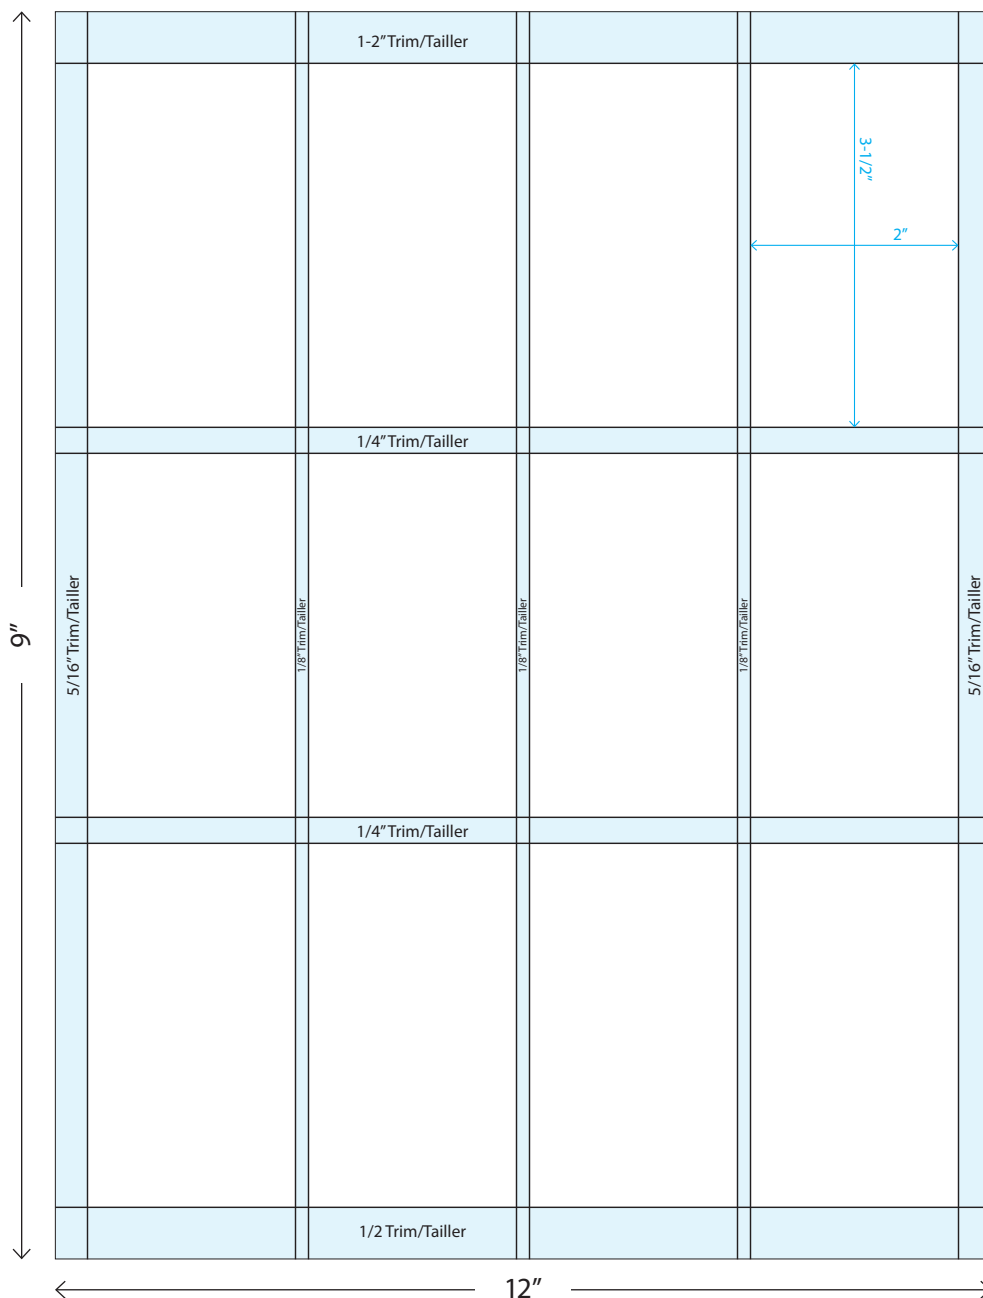 1-2” Trim/Tailler
3-1/2”
2”
1/4” Trim/Tailler
9”
5/16” Trim/Tailler
1/8” Trim/Tailler
1/8” Trim/Tailler
1/8” Trim/Tailler
5/16” Trim/Tailler
1/4” Trim/Tailler
1/2 Trim/Tailler
12”